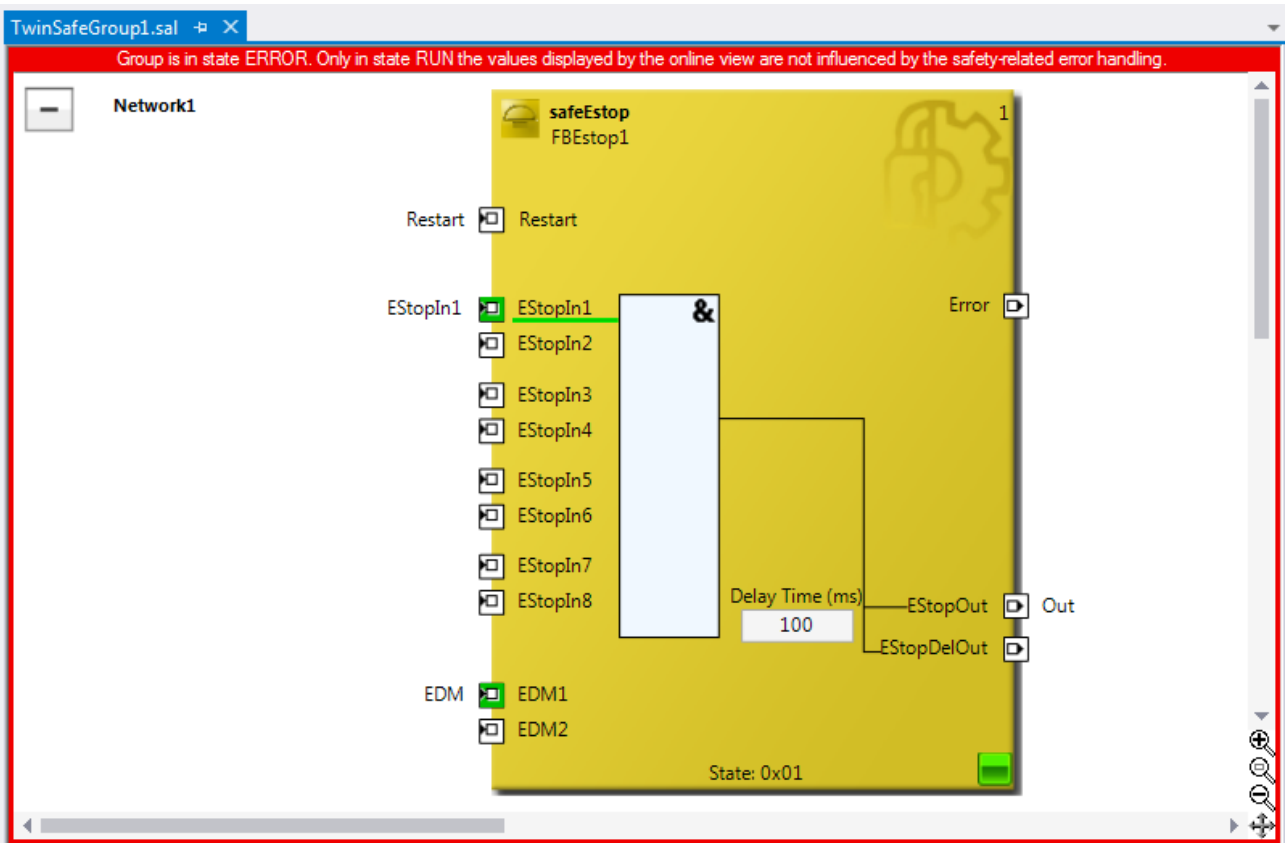 TwinSafeGroup1.sal
Group is in state ERROR. Only in state RUN the values displayed by the online view are not influenced by the safety-related error handling.
Network1
safeEstop
1
FBEstop1
Restart Restart
EStopIn1 EStopIn1 & Error
EStopIn2
EStopIn3
EStopIn4
EStopIn5
EStopIn6
EStopIn7
EStopIn8 Delay Time (ms) EStopOut Out
100
EStopDelOut
EDM EDM1
EDM2
State: 0x01